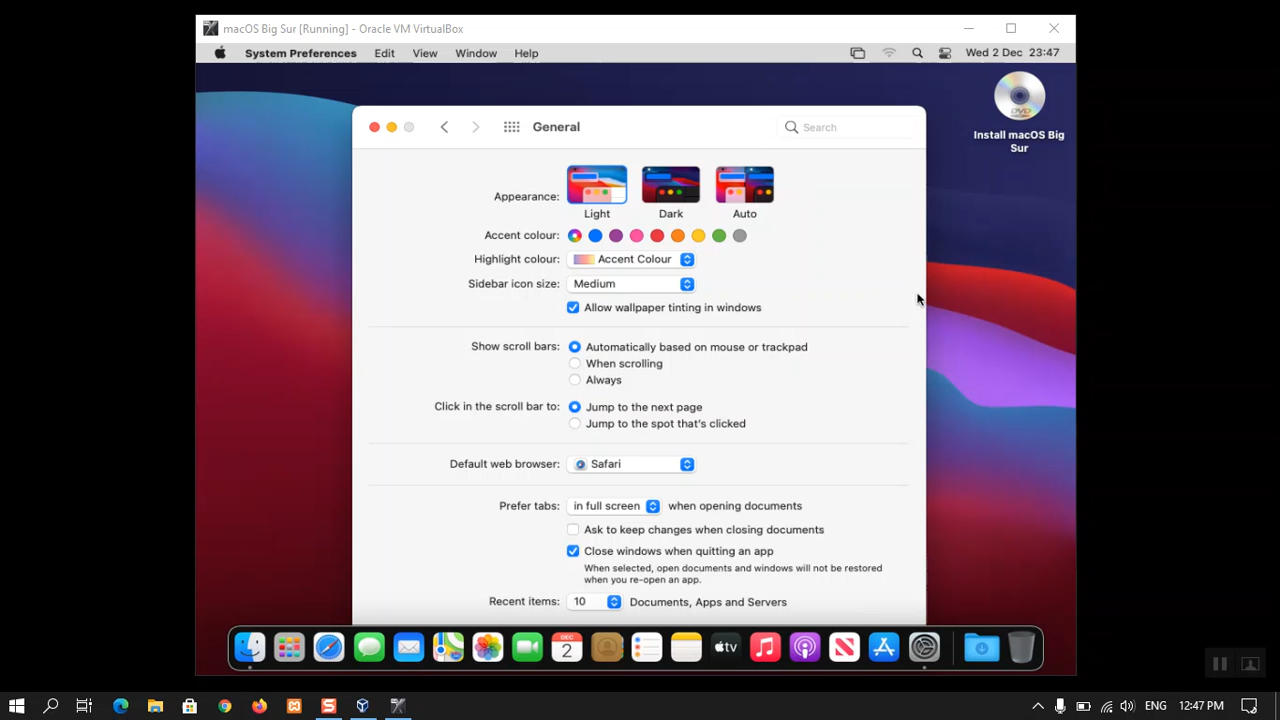 macOS Big Sur [Running] - Oracle VM VirtualBox
System Preferences Edit View Window Help Wed 2 Dec 23:47
DVD
Install macOS Big
Sur
General
Search
Appearance:
Light Dark Auto
Accent colour:
Highlight colour: Accent Colour
Sidebar icon size: Medium
Allow wallpaper tinting in windows
Show scroll bars: Automatically based on mouse or trackpad
When scrolling
Always
Click in the scroll bar to: Jump to the next page
Jump to the spot that's clicked
Default web browser: Safari
Prefer tabs: in full screen when opening documents
Ask to keep changes when closing documents
Close windows when quitting an app
When selected, open documents and windows will not be restored
when you re-open an app.
Recent items: 10 Documents, Apps and Servers
DEC
2
tv
ENG 12:47 PM